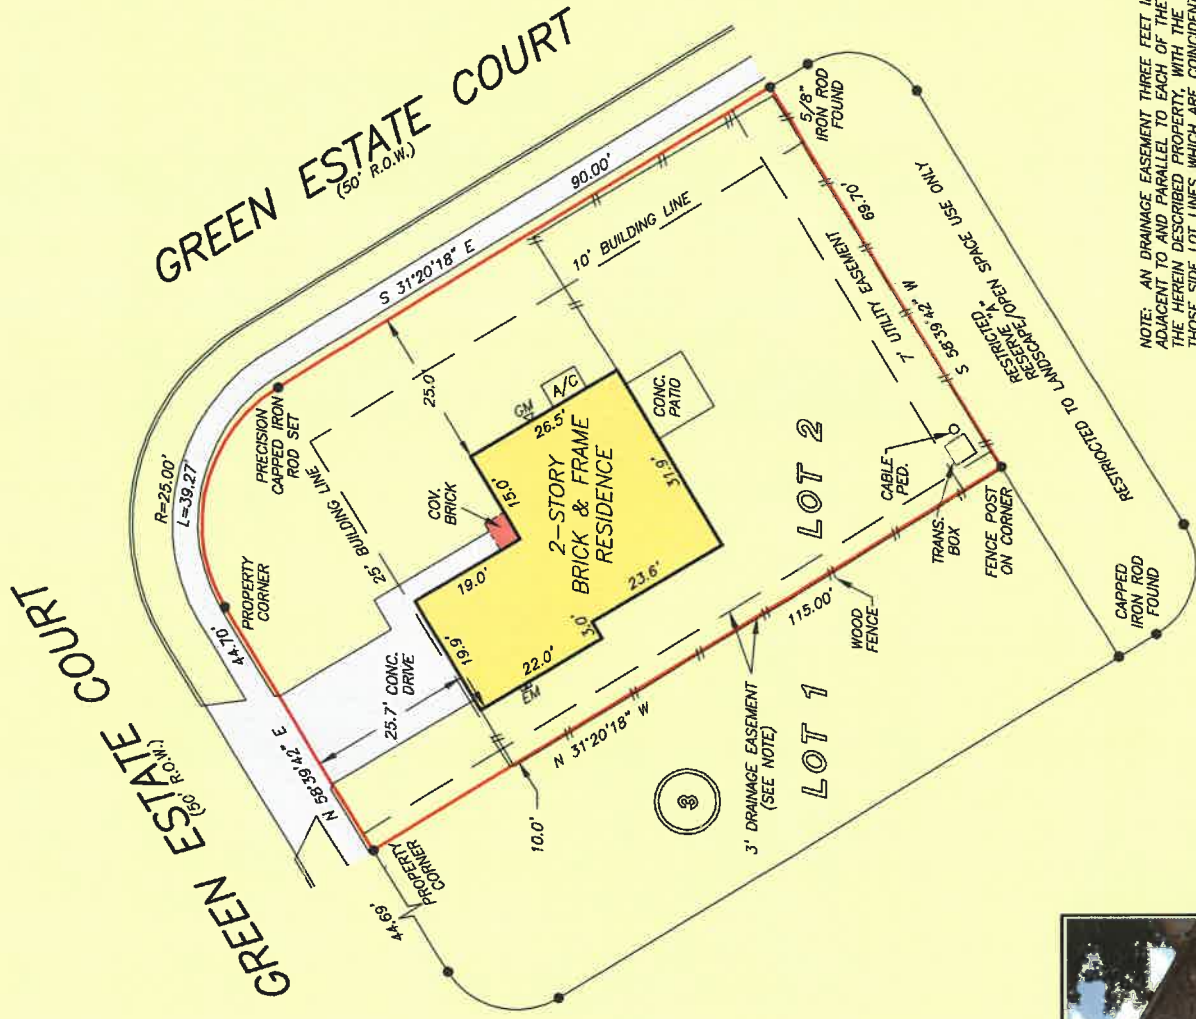 GREEN ESTATE COURT
(50' R.O.W.)
GREEN ESTATE COURT
(50' R.O.W.)
R=25.00'
L=39.27'
PRECISION
CAPPED IRON
ROD SET
S 31°20'18" E
90.00'
5/8"
IRON ROD
FOUND
PROPERTY
CORNER
44.70'
N 58°39'42" E
25' BUILDING LINE
10' BUILDING LINE
25.0'
COV.
BRICK
GM
A/C
26.5'
15.0'
19.0'
19.9'
22.0'
3.0'
23.6'
31.9'
2-STORY
BRICK & FRAME
RESIDENCE
CONC.
PATIO
25.7' CONC.
DRIVE
EM
7' UTILITY EASEMENT
69.70'
S 58°39'42" W
RESTRICTED
RESERVE "A"
RESTRICTED TO LANDSCAPE/OPEN SPACE USE ONLY
LOT 2
CABLE
PED.
TRANS.
BOX
FENCE POST
ON CORNER
CAPPED
IRON ROD
FOUND
WOOD
FENCE
115.00'
N 31°20'18" W
3' DRAINAGE EASEMENT
(SEE NOTE)
LOT 1
3
10.0'
PROPERTY
CORNER
44.69'
NOTE: AN DRAINAGE EASEMENT THREE FEET
ADJACENT TO AND PARALLEL TO EACH OF THE
THE HEREIN DESCRIBED PROPERTY, WITH THE
THOSE SIDE LOT LINES WHICH ARE COINCIDENT